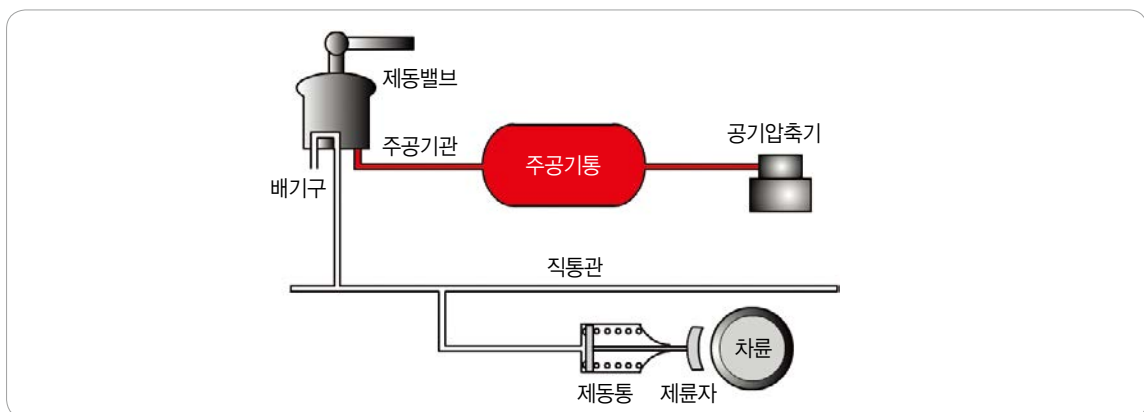 제동밸브
주공기관
주공기통
공기압축기
배기구
직통관
차륜
제동통
제륜자